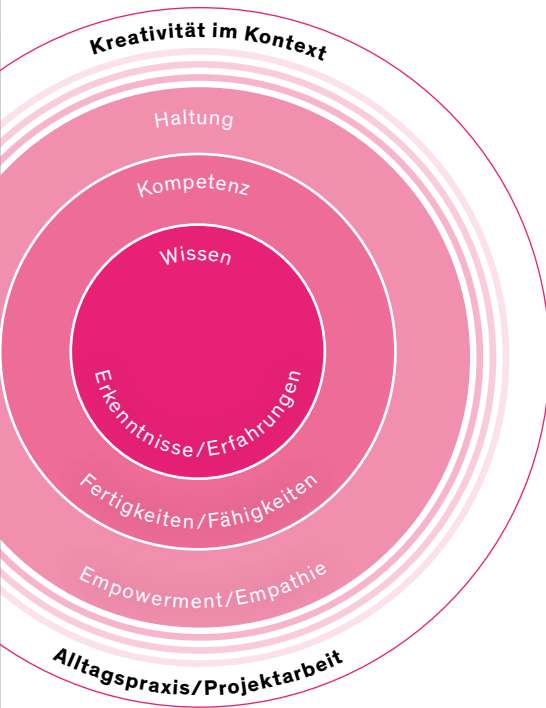 Kreativität im Kontext
Haltung
Kompetenz
Wissen
Erkenntnisse/Erfahrungen
Fertigkeiten/Fähigkeiten
Empowerment/Empathie
Alltagspraxis/Projektarbeit